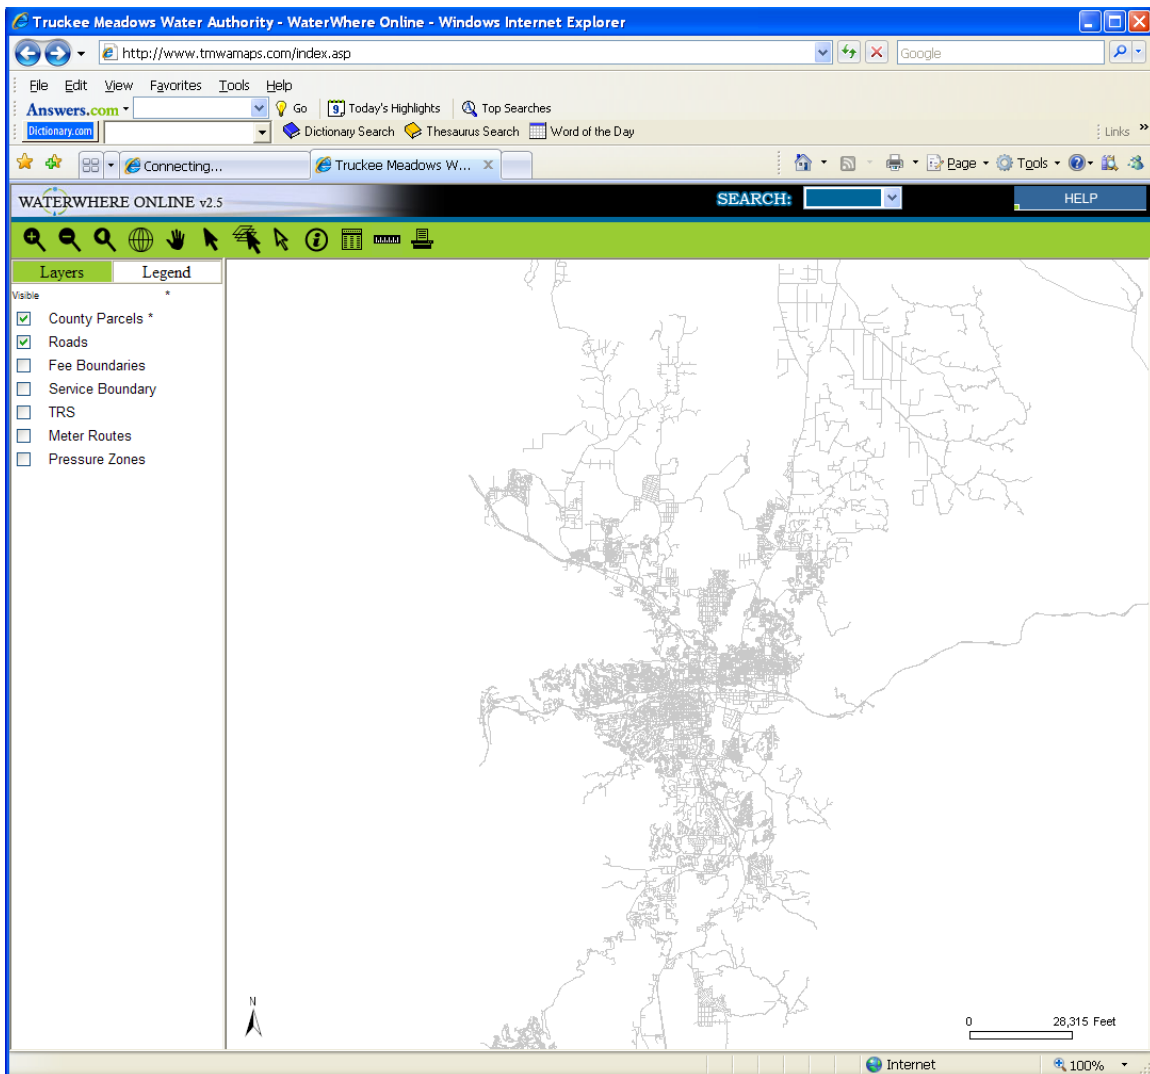 Truckee Meadows Water Authority - WaterWhere Online - Windows Internet Explorer
http://www.tmwamaps.com/index.asp
Google
File Edit View Favorites Tools Help
Answers.com Go 9 Today's Highlights Top Searches
Dictionary.com Dictionary Search Thesaurus Search Word of the Day Links »
Connecting... Truckee Meadows W... X Page Tools
WATERWHERE ONLINE v2.5 SEARCH: HELP
Layers Legend
Visible *
County Parcels *
Roads
Fee Boundaries
Service Boundary
TRS
Meter Routes
Pressure Zones
N
0 28,315 Feet
Internet 100%